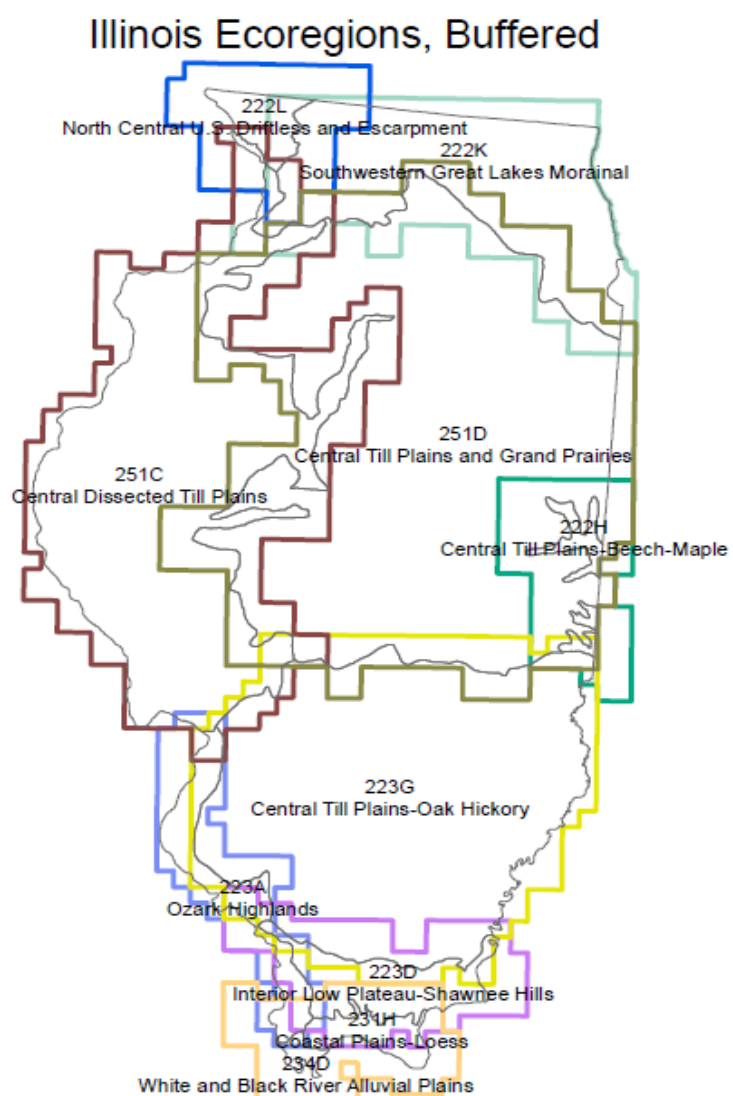 Illinois Ecoregions, Buffered
222L
North Central U.S. Driftless and Escarpment
222K
Southwestern Great Lakes Morainal
251D
Central Till Plains and Grand Prairies
251C
Central Dissected Till Plains
222H
Central Till Plains-Beech-Maple
223G
Central Till Plains-Oak Hickory
223A
Ozark Highlands
223D
Interior Low Plateau-Shawnee Hills
231H
Coastal Plains-Loess
234D
White and Black River Alluvial Plains